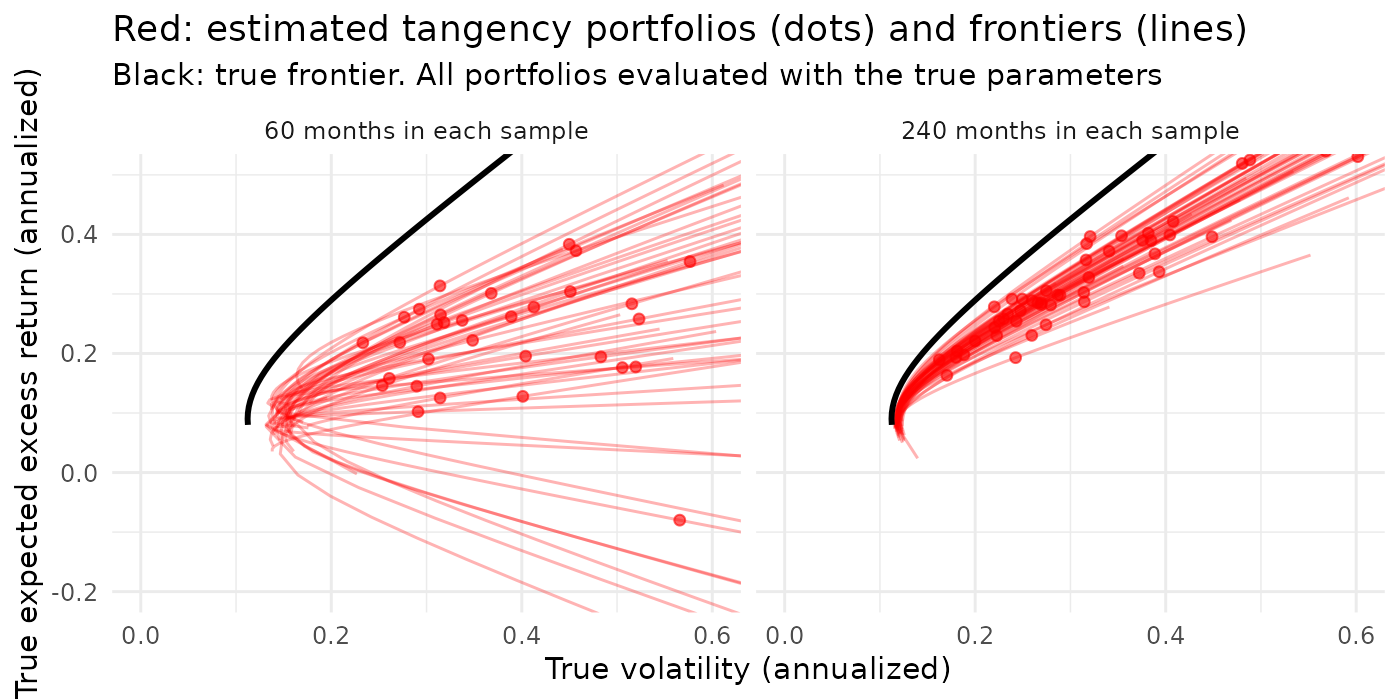 Red: estimated tangency portfolios (dots) and frontiers (lines)
Black: true frontier. All portfolios evaluated with the true parameters
60 months in each sample
240 months in each sample
True expected excess return (annualized)
0.4
0.2
0.0
-0.2
0.0 0.2 0.4 0.6
0.0 0.2 0.4 0.6
True volatility (annualized)